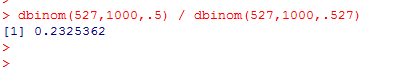 > dbinom(527,1000,.5) / dbinom(527,1000,.527)
[1] 0.2325362
>
>